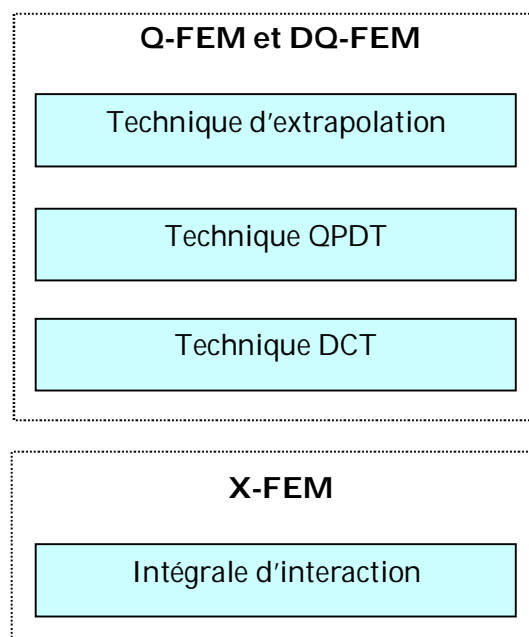 Q-FEM et DQ-FEM
Technique d'extrapolation
Technique QPDT
Technique DCT
X-FEM
Intégrale d'interaction